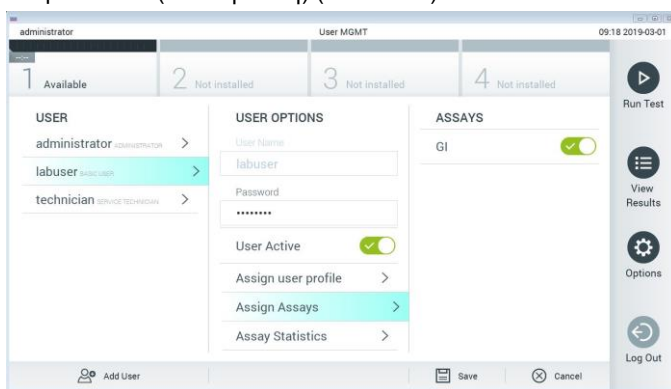 administrator User MGMT 09:18 2019-03-01
1 Available 2 Not installed 3 Not installed 4 Not installed
Run Test
USER
administrator ADMINISTRATOR
labuser BASIC USER
technician SERVICE TECHNICIAN
USER OPTIONS
User Name
labuser
Password
••••••••
User Active
Assign user profile
Assign Assays
Assay Statistics
ASSAYS
GI
View
Results
Options
Log Out
Add User Save Cancel